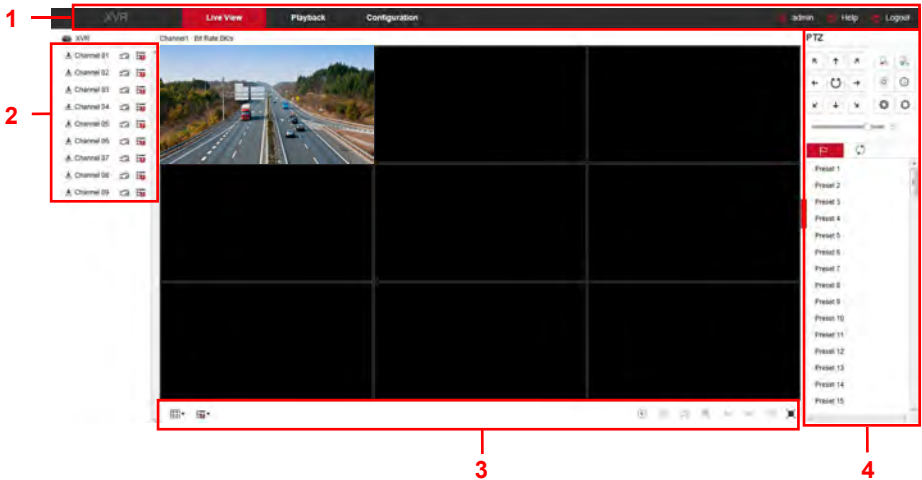 1
XVR
Live View
Playback
Configuration
admin
Help
Logout
XVR
Channel1 Bit Rate:0K/s
PTZ
2
Channel 01
Channel 02
Channel 03
Channel 04
Channel 05
Channel 06
Channel 07
Channel 08
Channel 09
Preset 1
Preset 2
Preset 3
Preset 4
Preset 5
Preset 6
Preset 7
Preset 8
Preset 9
Preset 10
Preset 11
Preset 12
Preset 13
Preset 14
Preset 15
3
4